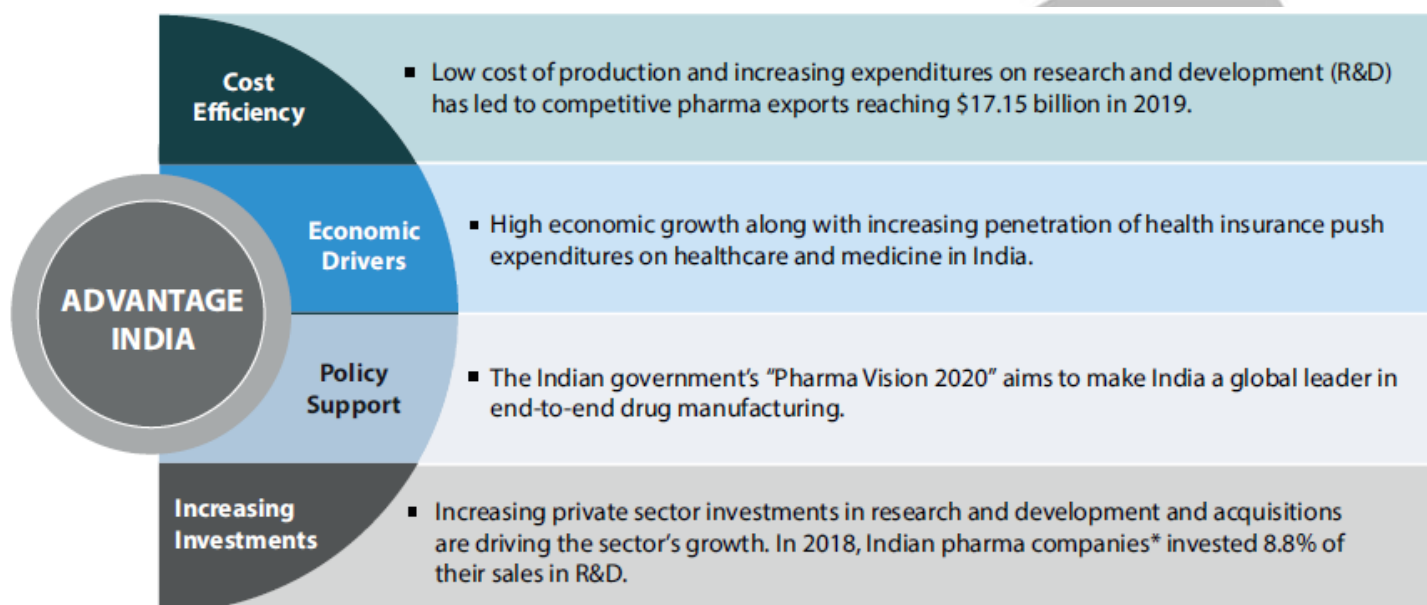 Cost
Efficiency
▪ Low cost of production and increasing expenditures on research and development (R&D)
has led to competitive pharma exports reaching $17.15 billion in 2019.
ADVANTAGE
INDIA
Economic
Drivers
▪ High economic growth along with increasing penetration of health insurance push
expenditures on healthcare and medicine in India.
Policy
Support
▪ The Indian government's “Pharma Vision 2020” aims to make India a global leader in
end-to-end drug manufacturing.
Increasing
Investments
▪ Increasing private sector investments in research and development and acquisitions
are driving the sector's growth. In 2018, Indian pharma companies* invested 8.8% of
their sales in R&D.